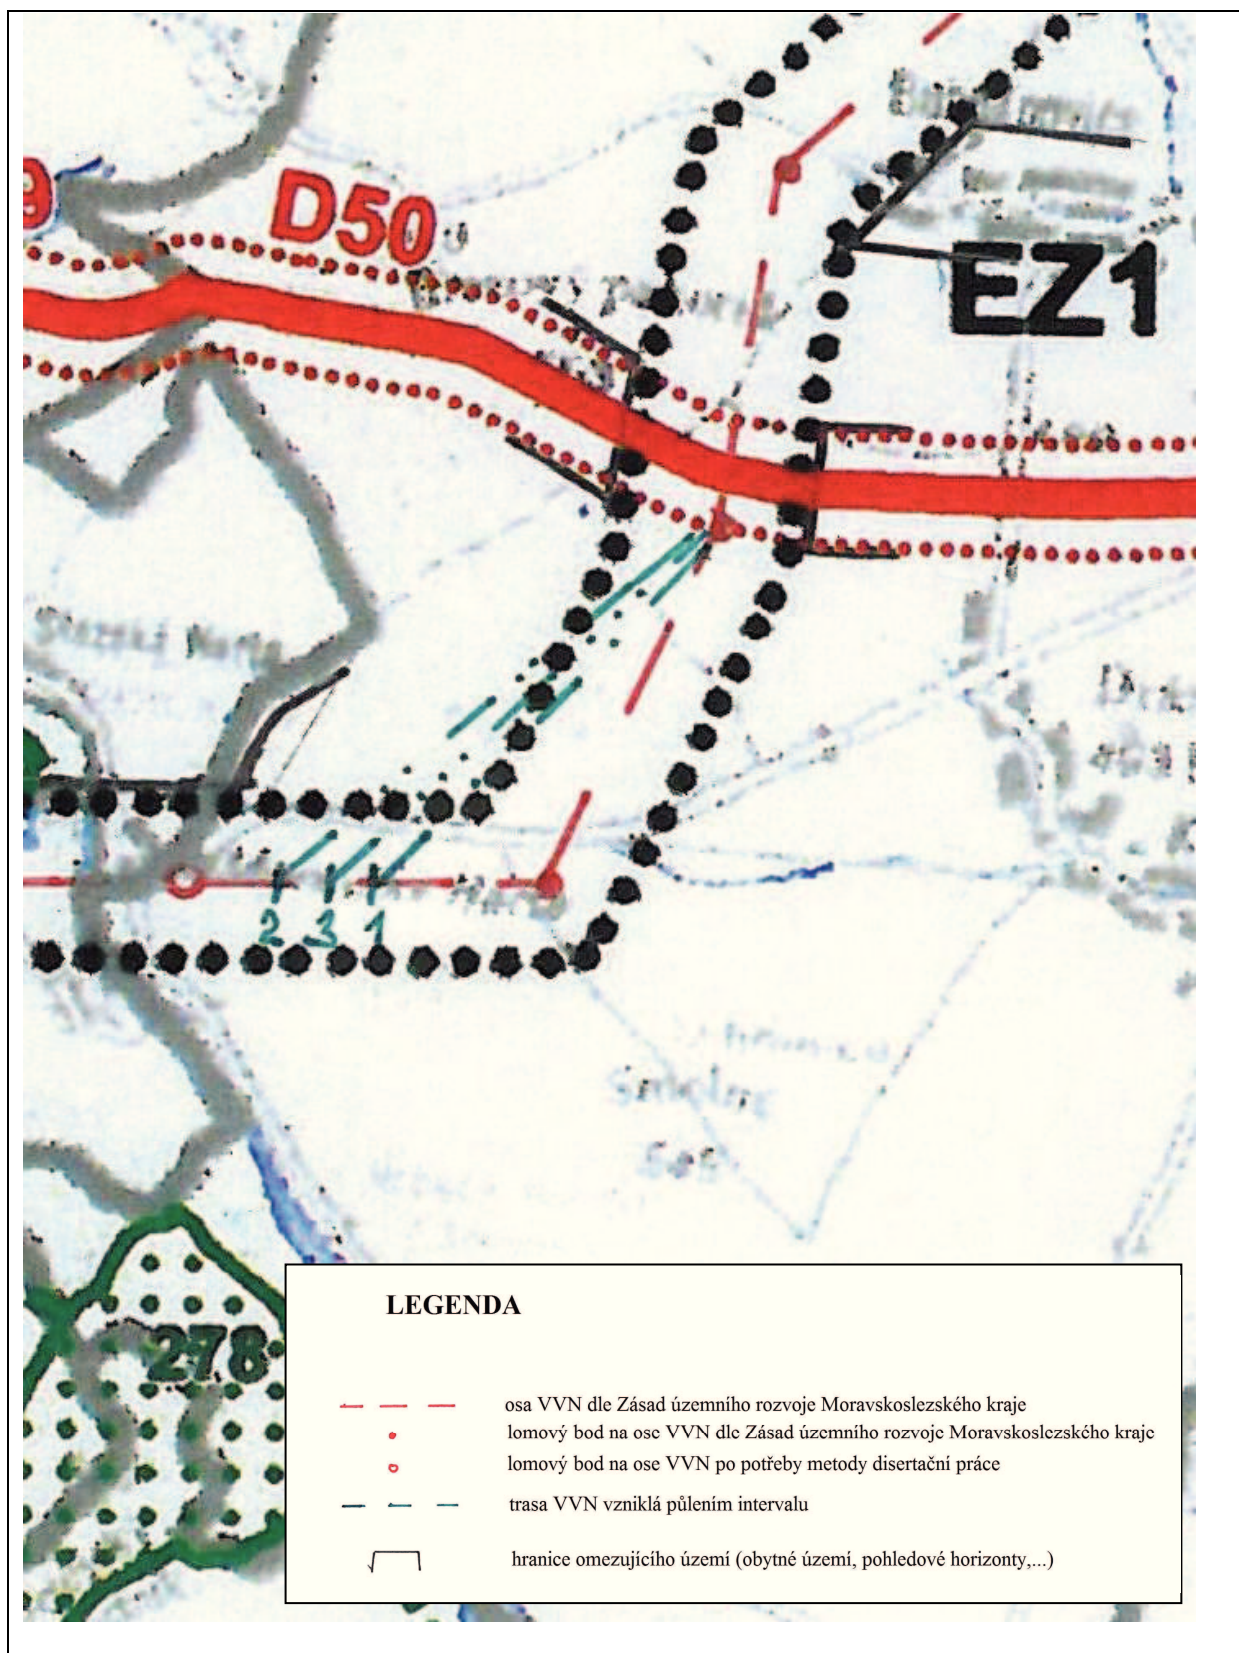 9
D50
EZ1
2 3 1
278
LEGENDA
osa VVN dle Zásad územního rozvoje Moravskoslezského kraje
lomový bod na ose VVN dle Zásad územního rozvoje Moravskoslezského kraje
lomový bod na ose VVN po potřeby metody disertační práce
trasa VVN vzniklá půlením intervalu
hranice omezujícího území (obytné území, pohledové horizonty,...)